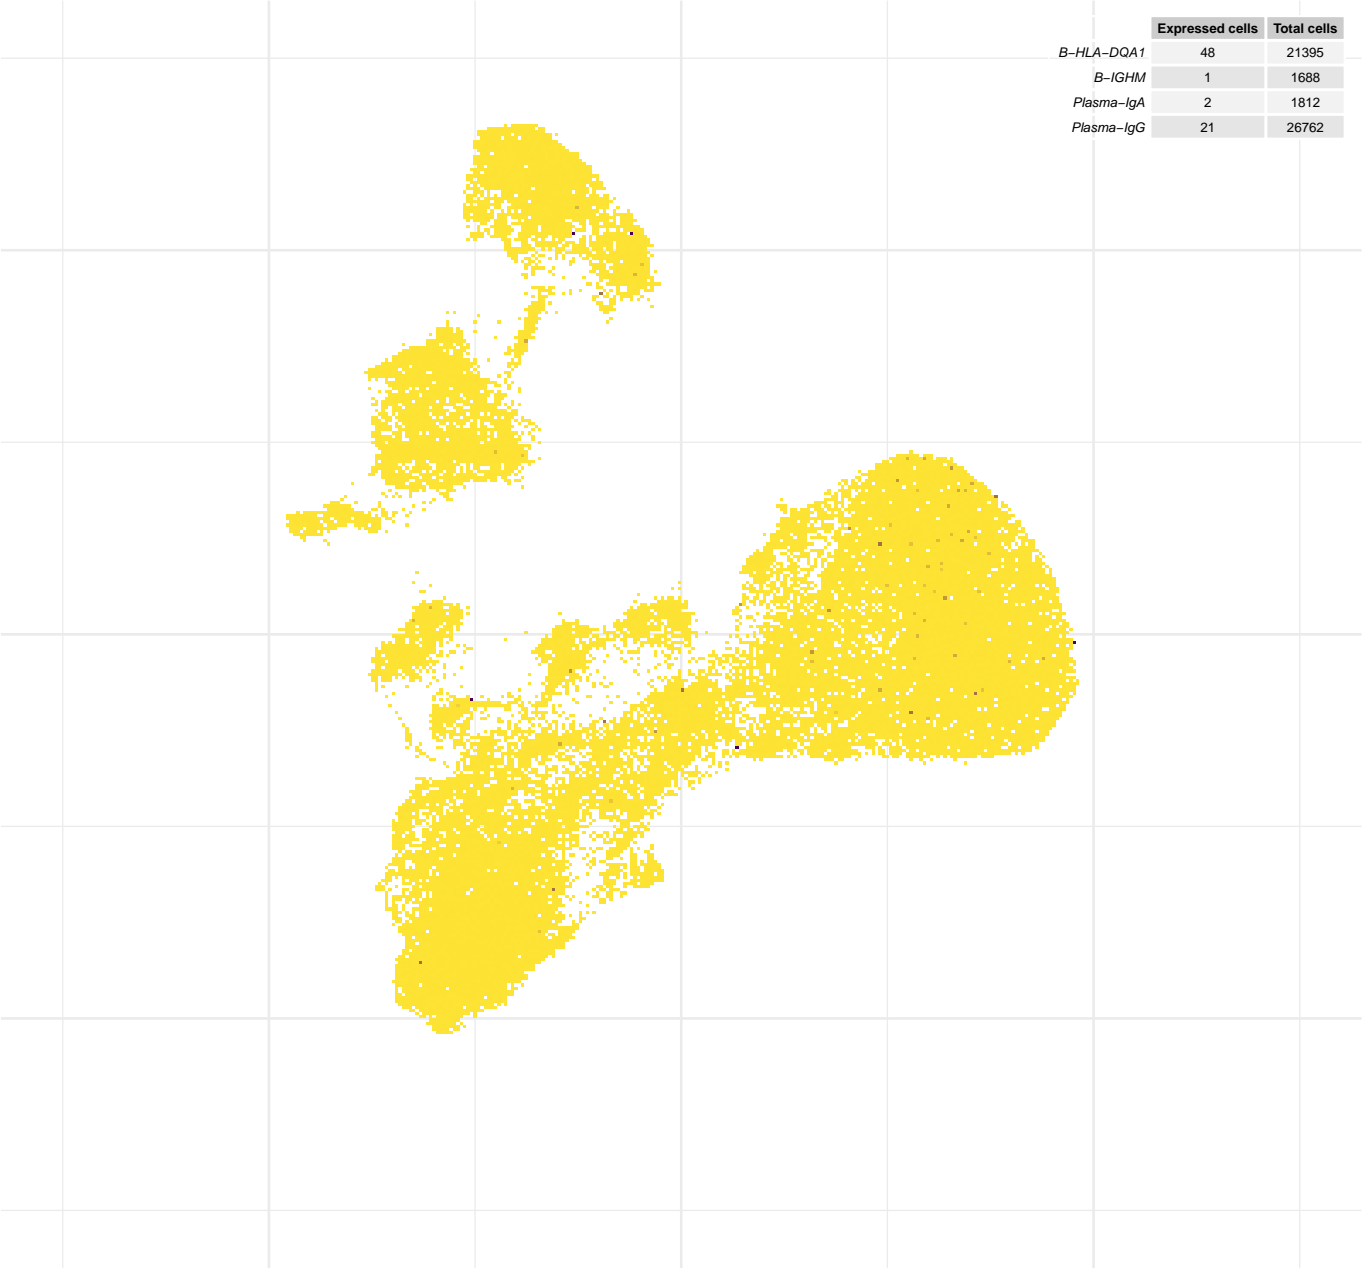 Expressed cells Total cells
B−HLA−DQA1 48 21395
B−IGHM 1 1688
Plasma−IgA 2 1812
Plasma−IgG 21 26762